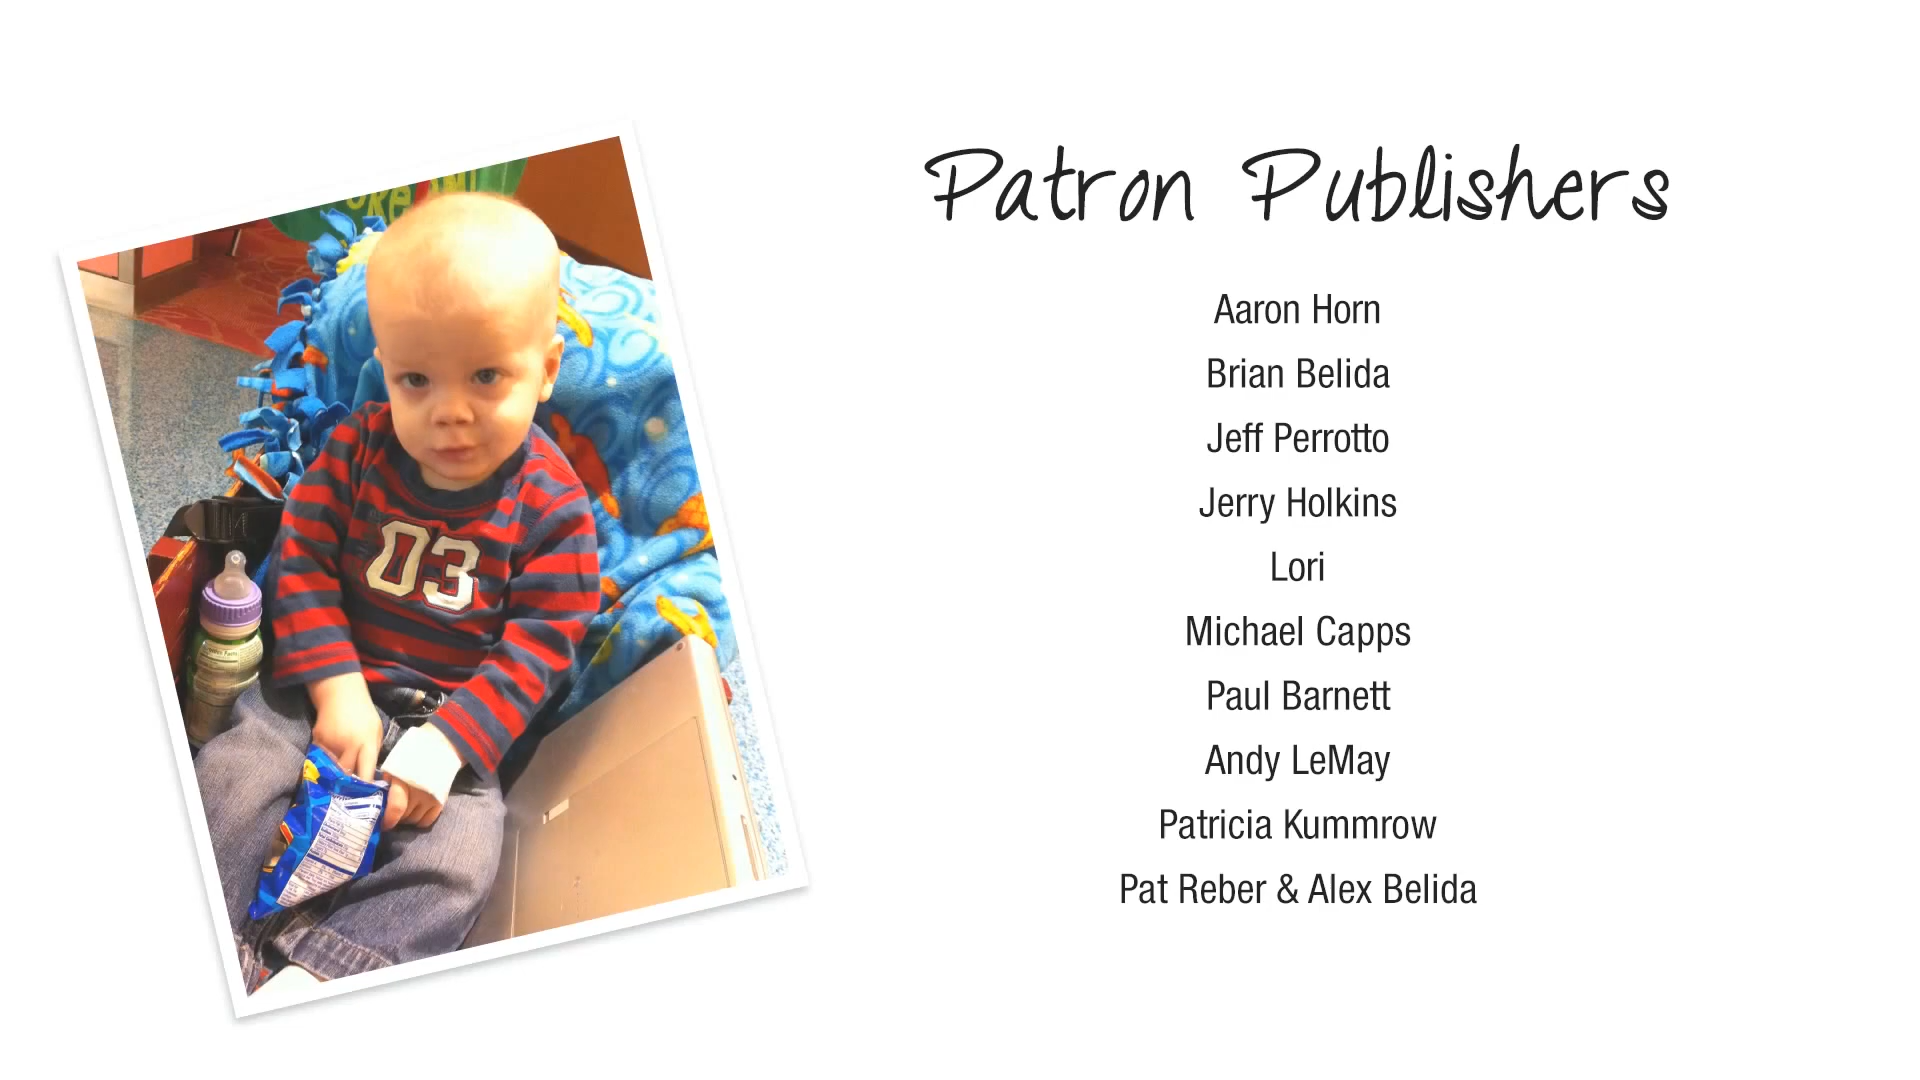 Patron Publishers
Aaron Horn
Brian Belida
Jeff Perrotto
Jerry Holkins
Lori
Michael Capps
Paul Barnett
Andy LeMay
Patricia Kummrow
Pat Reber & Alex Belida
03